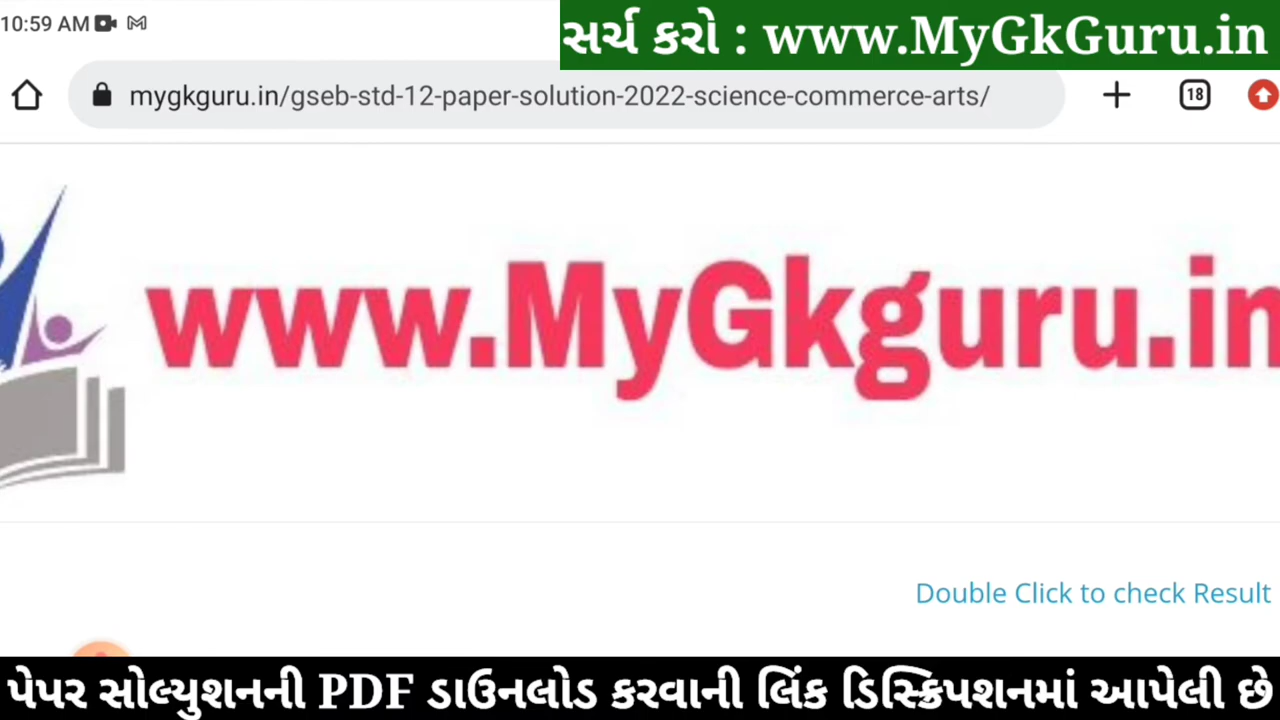 10:59 AM
સર્ચ કરો : www.MyGkGuru.in
mygkguru.in/gseb-std-12-paper-solution-2022-science-commerce-arts/
18
www.MyGkguru.in
Double Click to check Result
પેપર સોલ્યુશનની PDF ડાઉનલોડ કરવાની લિંક ડિસ્ક્રિપશનમાં આપેલી છે